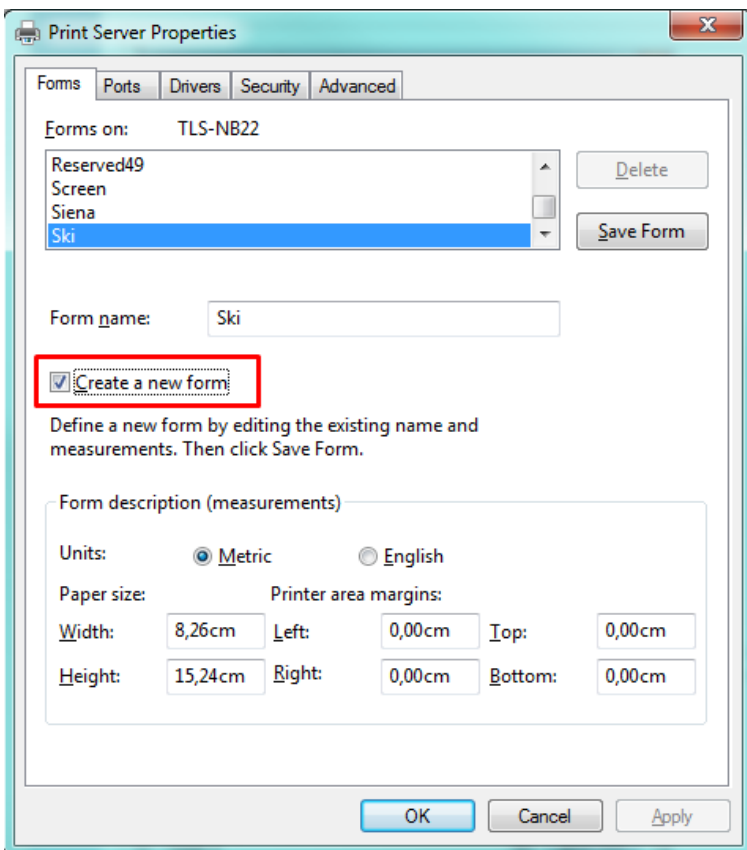 Print Server Properties
Forms Ports Drivers Security Advanced
Forms on: TLS-NB22
Reserved49
Screen
Siena
Ski
Delete
Save Form
Form name: Ski
Create a new form
Define a new form by editing the existing name and
measurements. Then click Save Form.
Form description (measurements)
Units: Metric English
Paper size: Printer area margins:
Width: 8,26cm Left: 0,00cm Top: 0,00cm
Height: 15,24cm Right: 0,00cm Bottom: 0,00cm
OK Cancel Apply